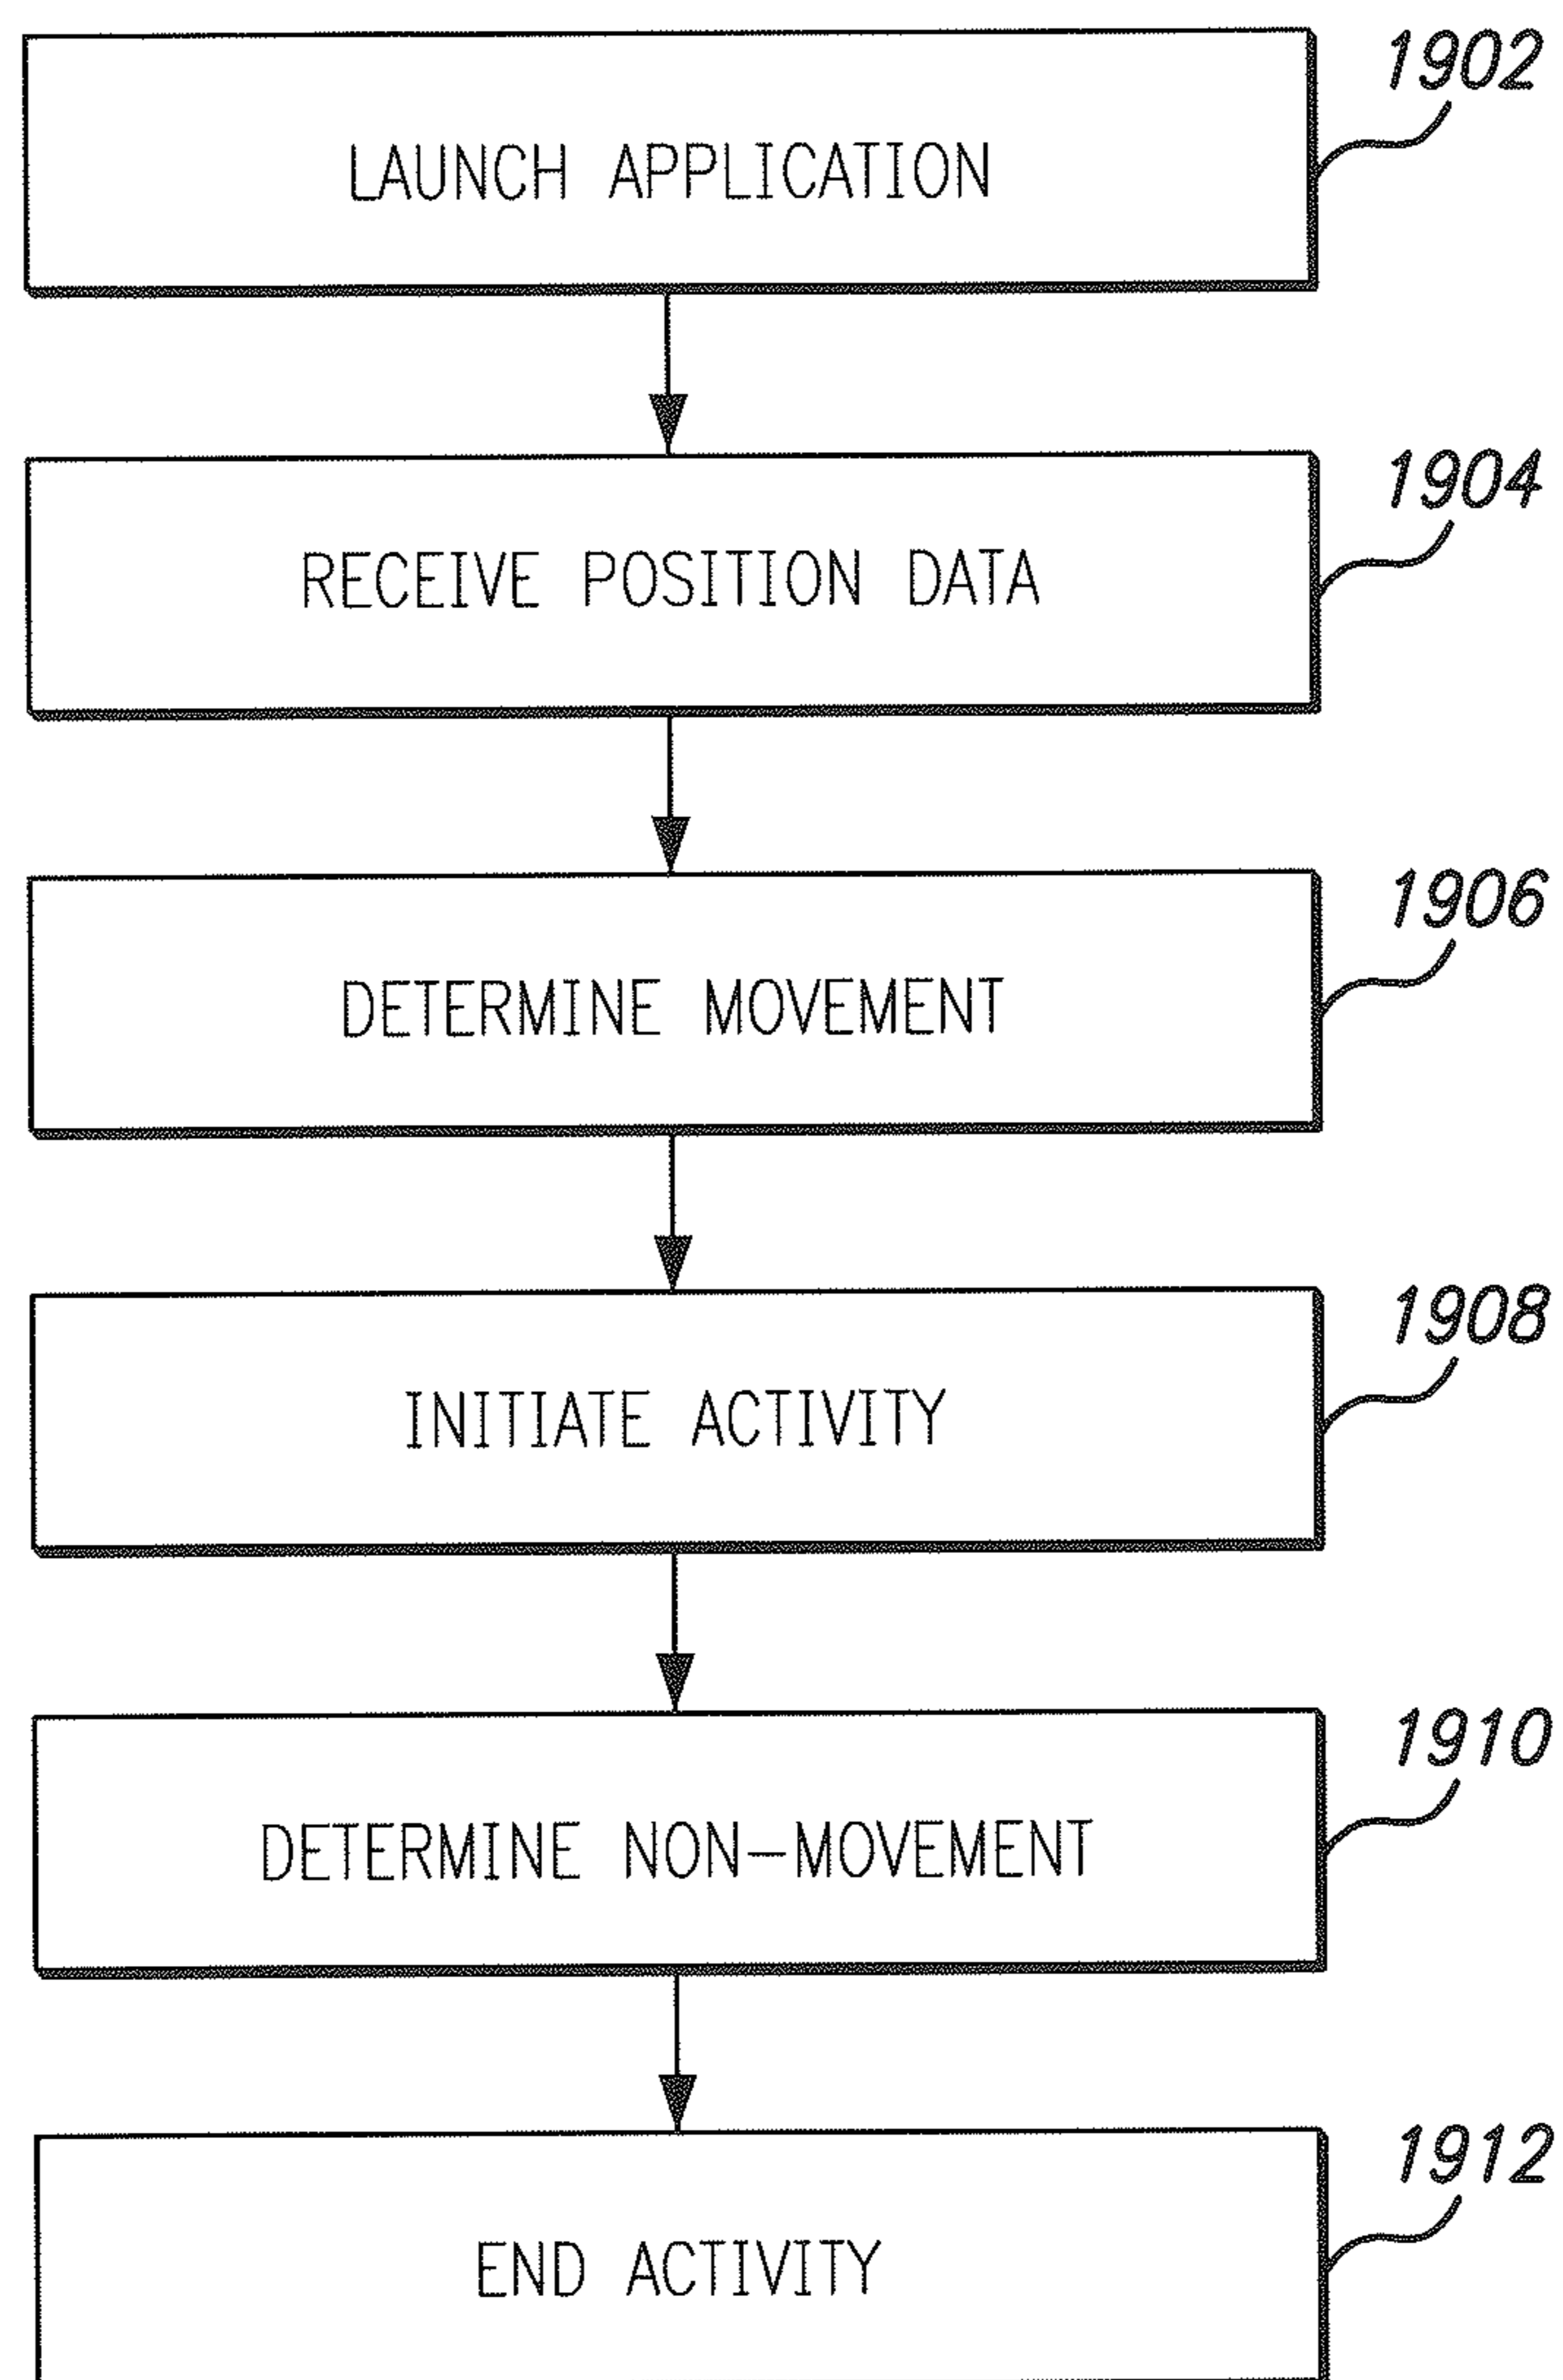 1902
LAUNCH APPLICATION
1904
RECEIVE POSITION DATA
1906
DETERMINE MOVEMENT
1908
INITIATE ACTIVITY
1910
DETERMINE NON-MOVEMENT
1912
END ACTIVITY